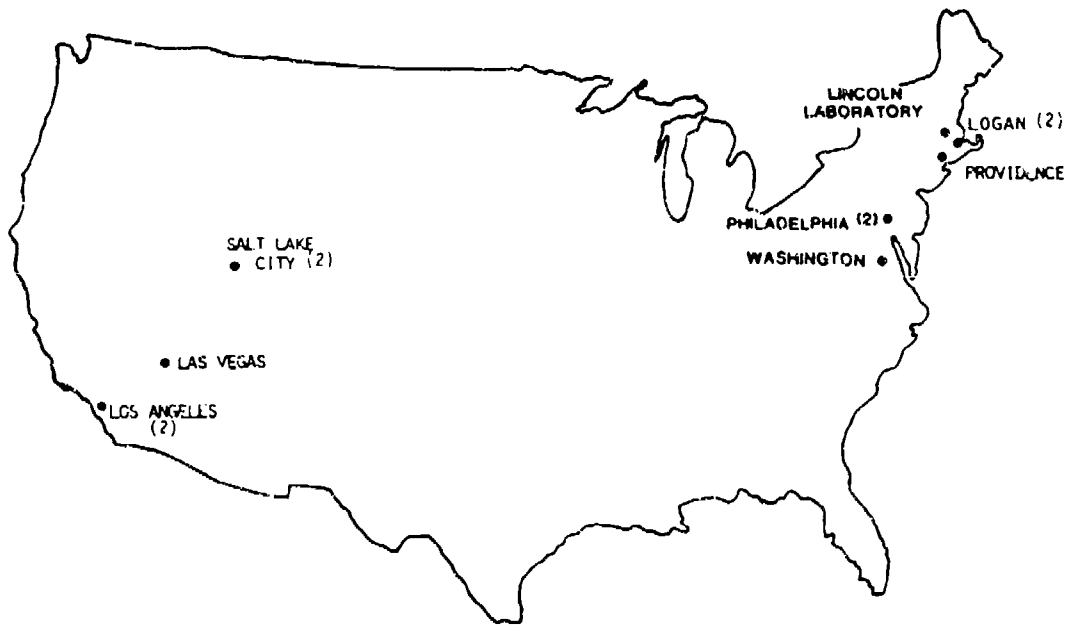 LINCOLN
LABORATORY
LOGAN (2)
PROVIDENCE
PHILADELPHIA (2)
WASHINGTON
SALT LAKE
CITY (2)
LAS VEGAS
LOS ANGELES
(2)